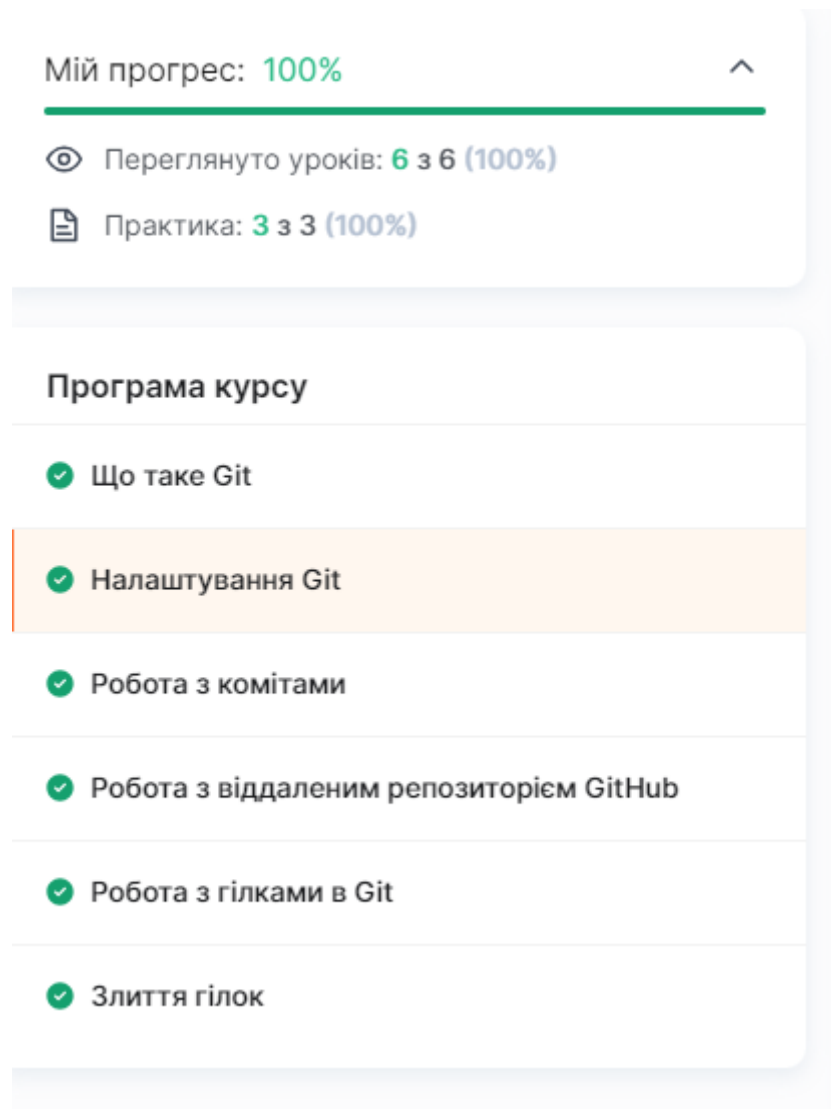 Мій прогрес: 100%
Переглянуто уроків: 6 з 6 (100%)
Практика: 3 з 3 (100%)
Програма курсу
Що таке Git
Налаштування Git
Робота з комітами
Робота з віддаленим репозиторієм GitHub
Робота з гілками в Git
Злиття гілок